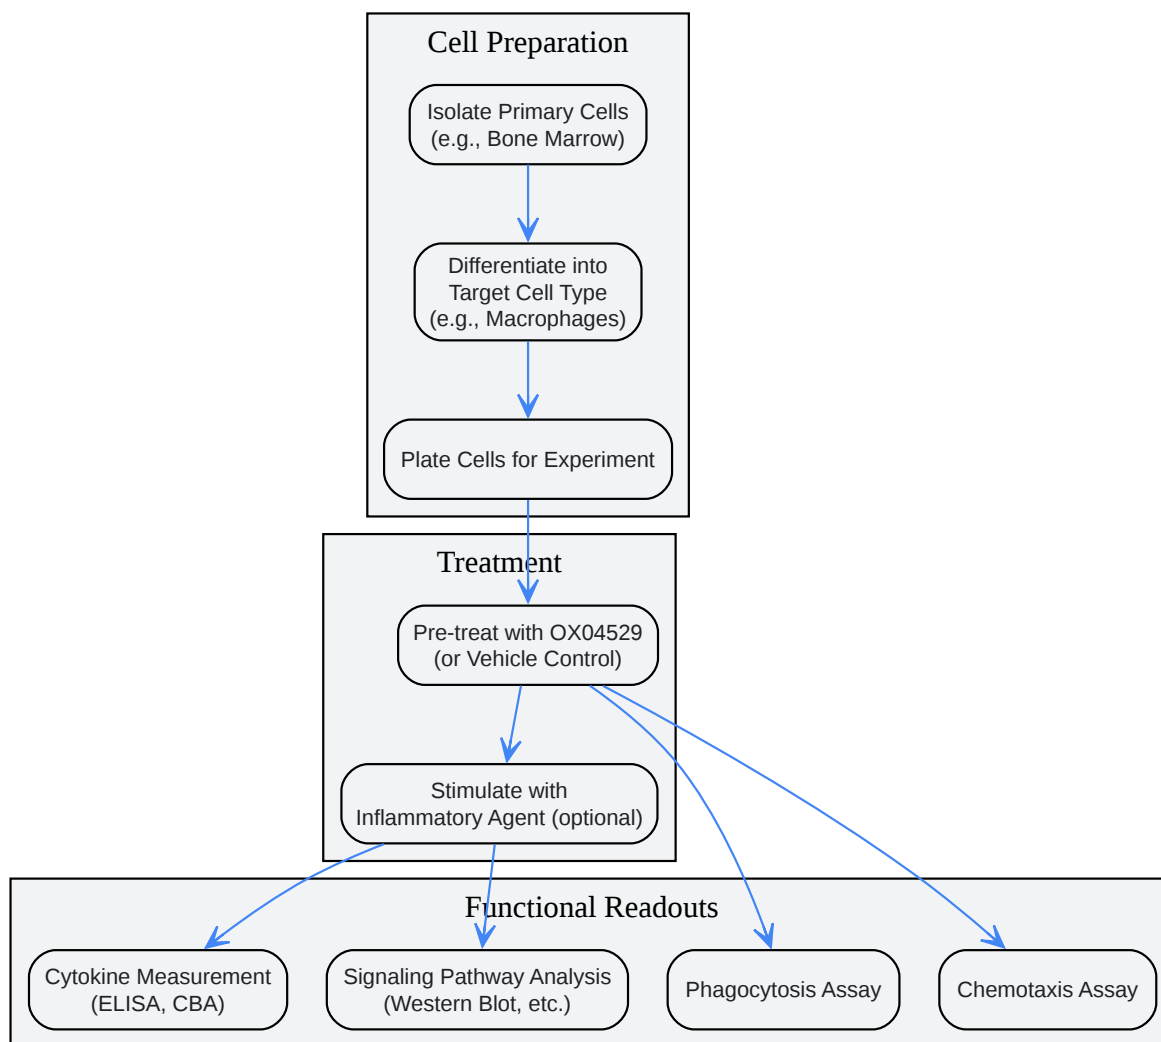 Cell Preparation
Isolate Primary Cells
(e.g., Bone Marrow)
Differentiate into
Target Cell Type
(e.g., Macrophages)
Plate Cells for Experiment
Treatment
Pre-treat with OX04529
(or Vehicle Control)
Stimulate with
Inflammatory Agent (optional)
Functional Readouts
Cytokine Measurement
(ELISA, CBA)
Signaling Pathway Analysis
(Western Blot, etc.)
Phagocytosis Assay
Chemotaxis Assay